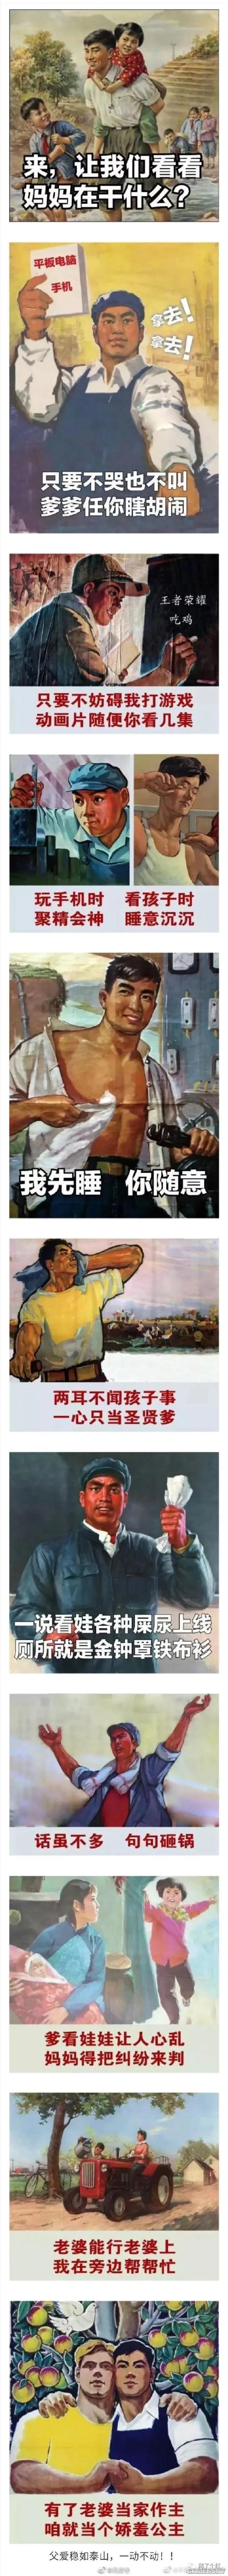 来，让我们看看
妈妈在干什么？
平板电脑
手机
拿去！
拿去！
只要不哭也不叫
爹爹任你瞎胡闹
王者荣耀
吃鸡
只要不妨碍我打游戏
动画片随便你看几集
玩手机时 看孩子时
聚精会神 睡意沉沉
我先睡 你随意
两耳不闻孩子事
一心只当圣贤爹
一说看娃各种屎尿上线
厕所就是金钟罩铁布衫
话虽不多 句句砸锅
爹看娃娃让人心乱
妈妈得把纠纷来判
老婆能行老婆上
我在旁边帮帮忙
有了老婆当家作主
咱就当个娇羞公主
父爱稳如泰山，一动不动！！